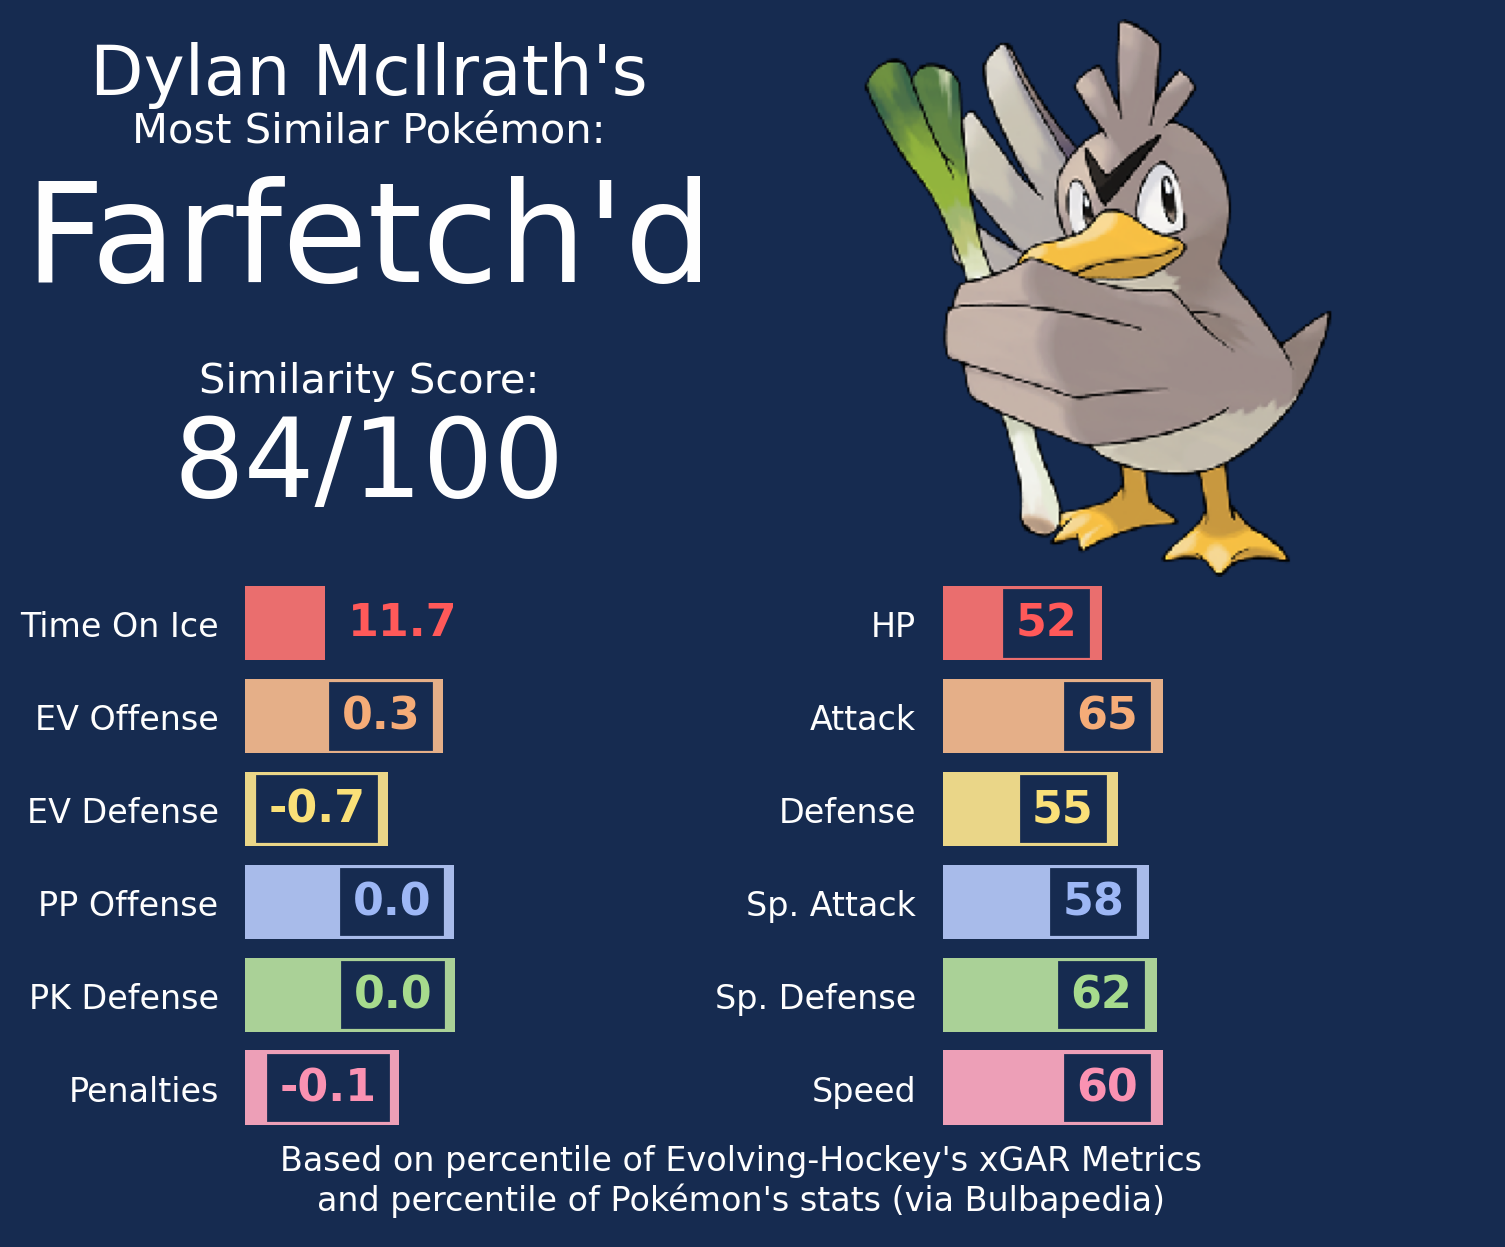 Dylan McIlrath's
Most Similar Pokémon:
Farfetch'd
Similarity Score:
84/100
Time On Ice 11.7
EV Offense 0.3
EV Defense -0.7
PP Offense 0.0
PK Defense 0.0
Penalties -0.1
HP 52
Attack 65
Defense 55
Sp. Attack 58
Sp. Defense 62
Speed 60
Based on percentile of Evolving-Hockey's xGAR Metrics
and percentile of Pokémon's stats (via Bulbapedia)